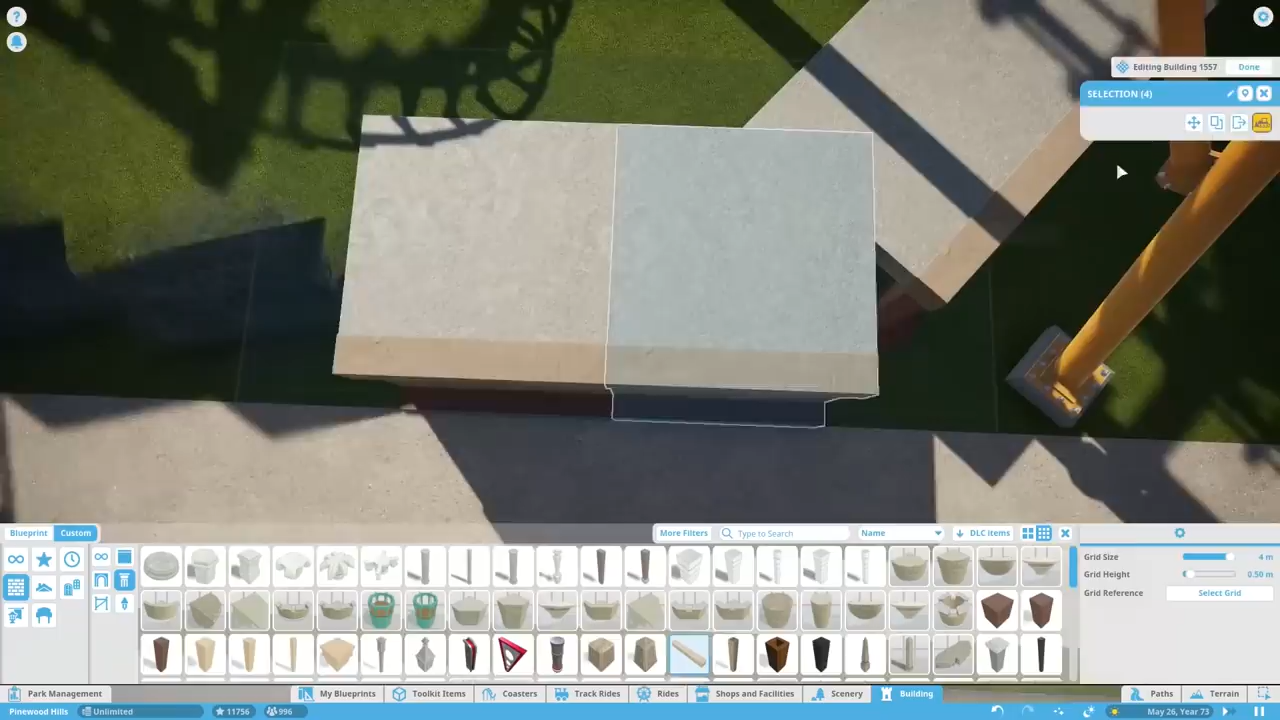 ?
Editing Building 1557 Done
SELECTION (4)
Blueprint Custom More Filters Type to Search Name DLC Items
Grid Size 4 m
Grid Height 0.50 m
Grid Reference Select Grid
Park Management My Blueprints Toolkit Items Coasters Track Rides Rides Shops and Facilities Scenery Building Paths Terrain
Pinewood Hills Unlimited 11756 996 May 26, Year 73